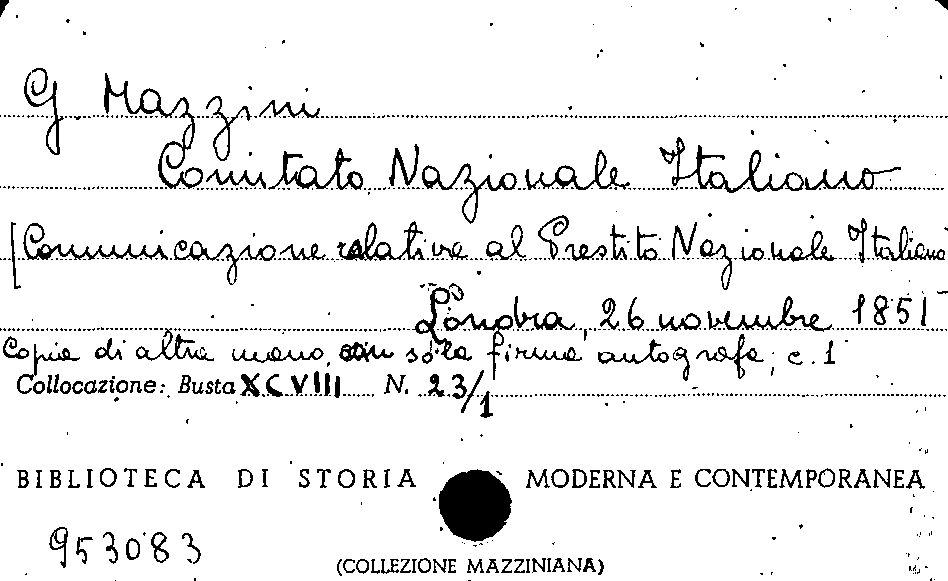 G. Mazzini
Comitato Nazionale Italiano
[Comunicazione relativa al Prestito Nazionale Italiano
Londra, 26 novembre 1851
Copia di altra mano, con sola firma autografa; c. 1
Collocazione: Busta XCVIII N. 23/1
BIBLIOTECA DI STORIA MODERNA E CONTEMPORANEA
953083
(COLLEZIONE MAZZINIANA)